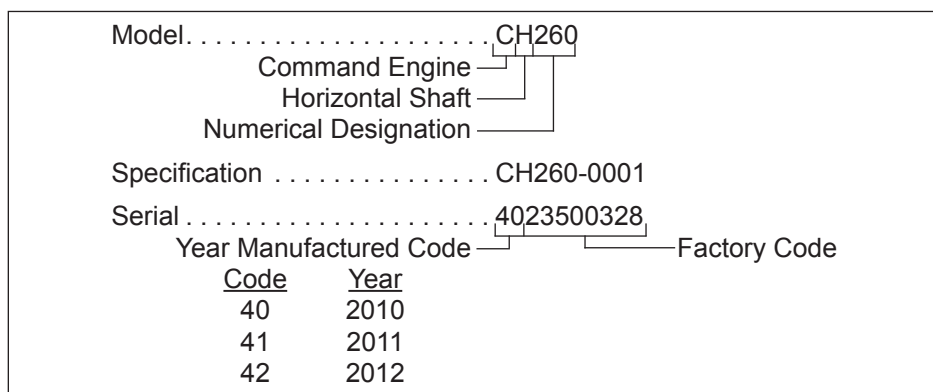 Model. . . . . . . . . . . . . . . . . . . . . CH260
Command Engine
Horizontal Shaft
Numerical Designation
Specification . . . . . . . . . . . . . . . CH260-0001
Serial . . . . . . . . . . . . . . . . . . . . . 4023500328
Year Manufactured Code Factory Code
Code Year
40 2010
41 2011
42 2012